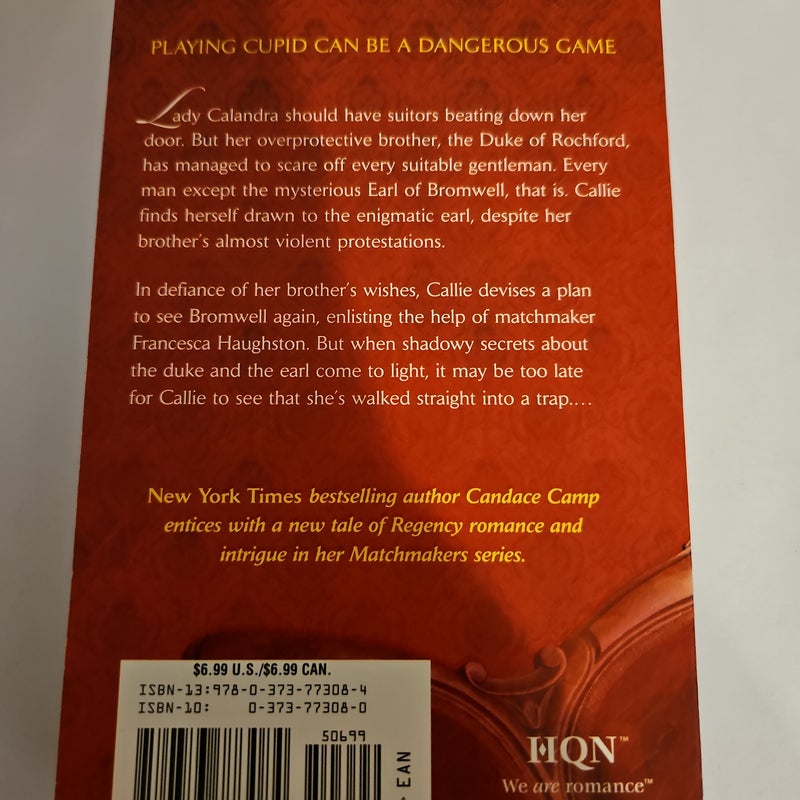 PLAYING CUPID CAN BE A DANGEROUS GAME
Lady Calandra should have suitors beating down her
door. But her overprotective brother, the Duke of Rochford,
has managed to scare off every suitable gentleman. Every
man except the mysterious Earl of Bromwell, that is. Callie
finds herself drawn to the enigmatic earl, despite her
brother's almost violent protestations.
In defiance of her brother's wishes, Callie devises a plan
to see Bromwell again, enlisting the help of matchmaker
Francesca Haughston. But when shadowy secrets about
the duke and the earl come to light, it may be too late
for Callie to see that she's walked straight into a trap....
New York Times bestselling author Candace Camp
entices with a new tale of Regency romance and
intrigue in her Matchmakers series.
$6.99 U.S./$6.99 CAN.
ISBN-13:978-0-373-77308-4
ISBN-10: 0-373-77308-0
50699
EAN
HQN™
We are romance™